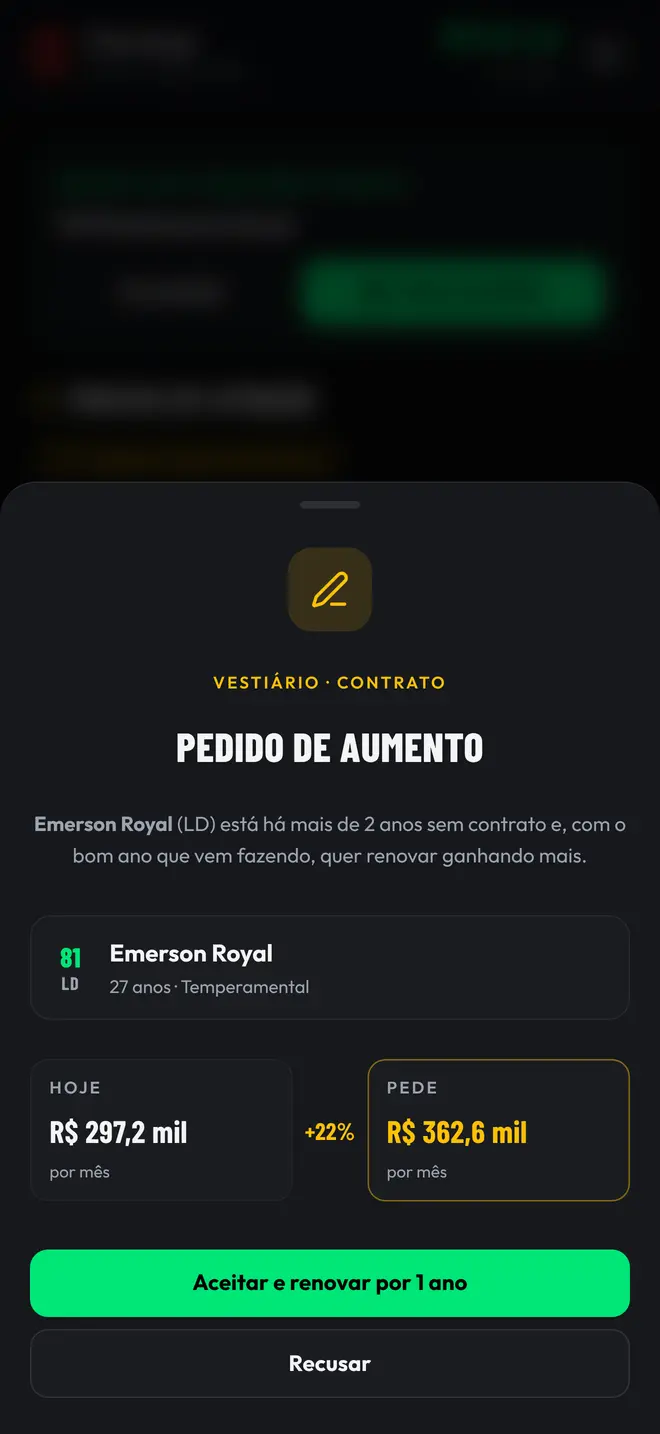 VESTIÁRIO · CONTRATO
PEDIDO DE AUMENTO
Emerson Royal (LD) está há mais de 2 anos sem contrato e, com o
bom ano que vem fazendo, quer renovar ganhando mais.
81
LD
Emerson Royal
27 anos · Temperamental
HOJE
R$ 297,2 mil
por mês
+22%
PEDE
R$ 362,6 mil
por mês
Aceitar e renovar por 1 ano
Recusar